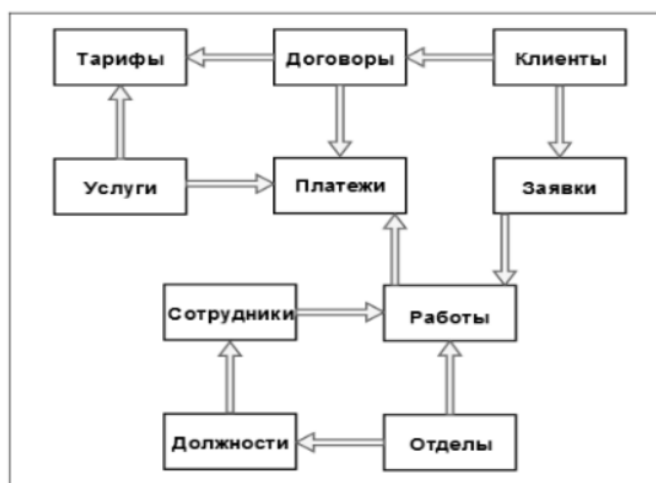 Тарифы
Договоры
Клиенты
Услуги
Платежи
Заявки
Сотрудники
Работы
Должности
Отделы